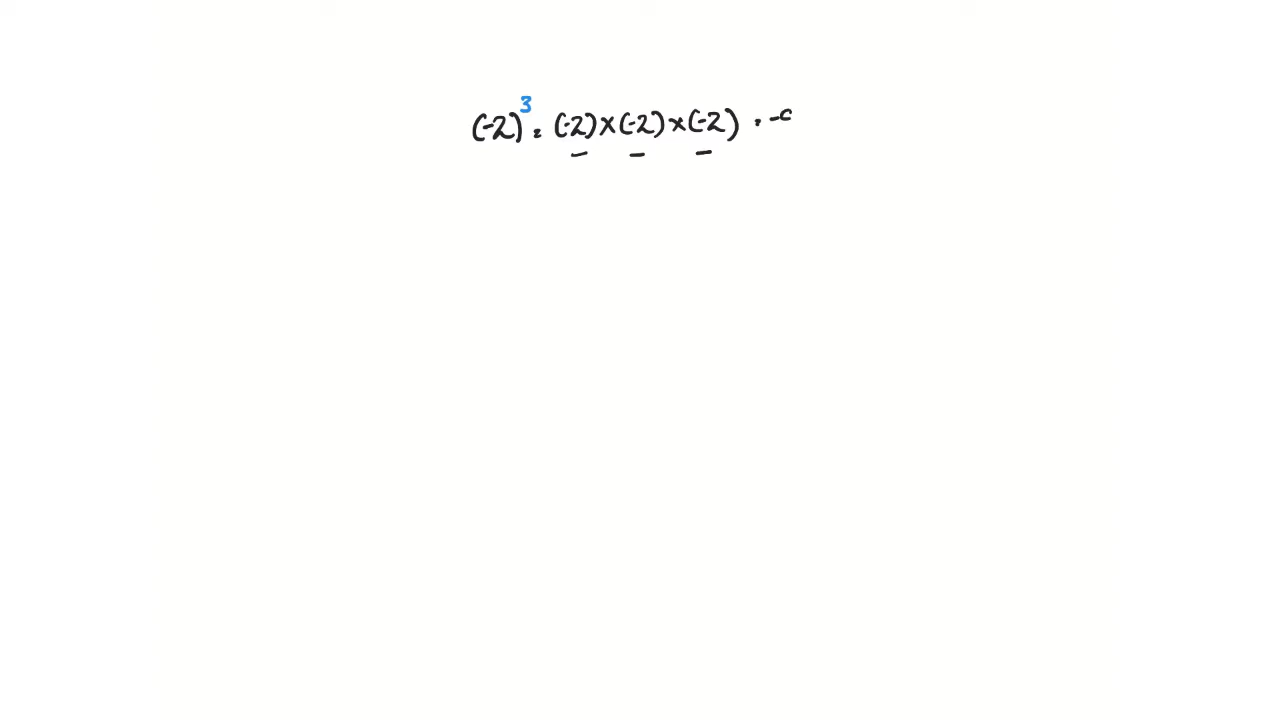 (-2)³ = (-2)×(-2)×(-2) = -